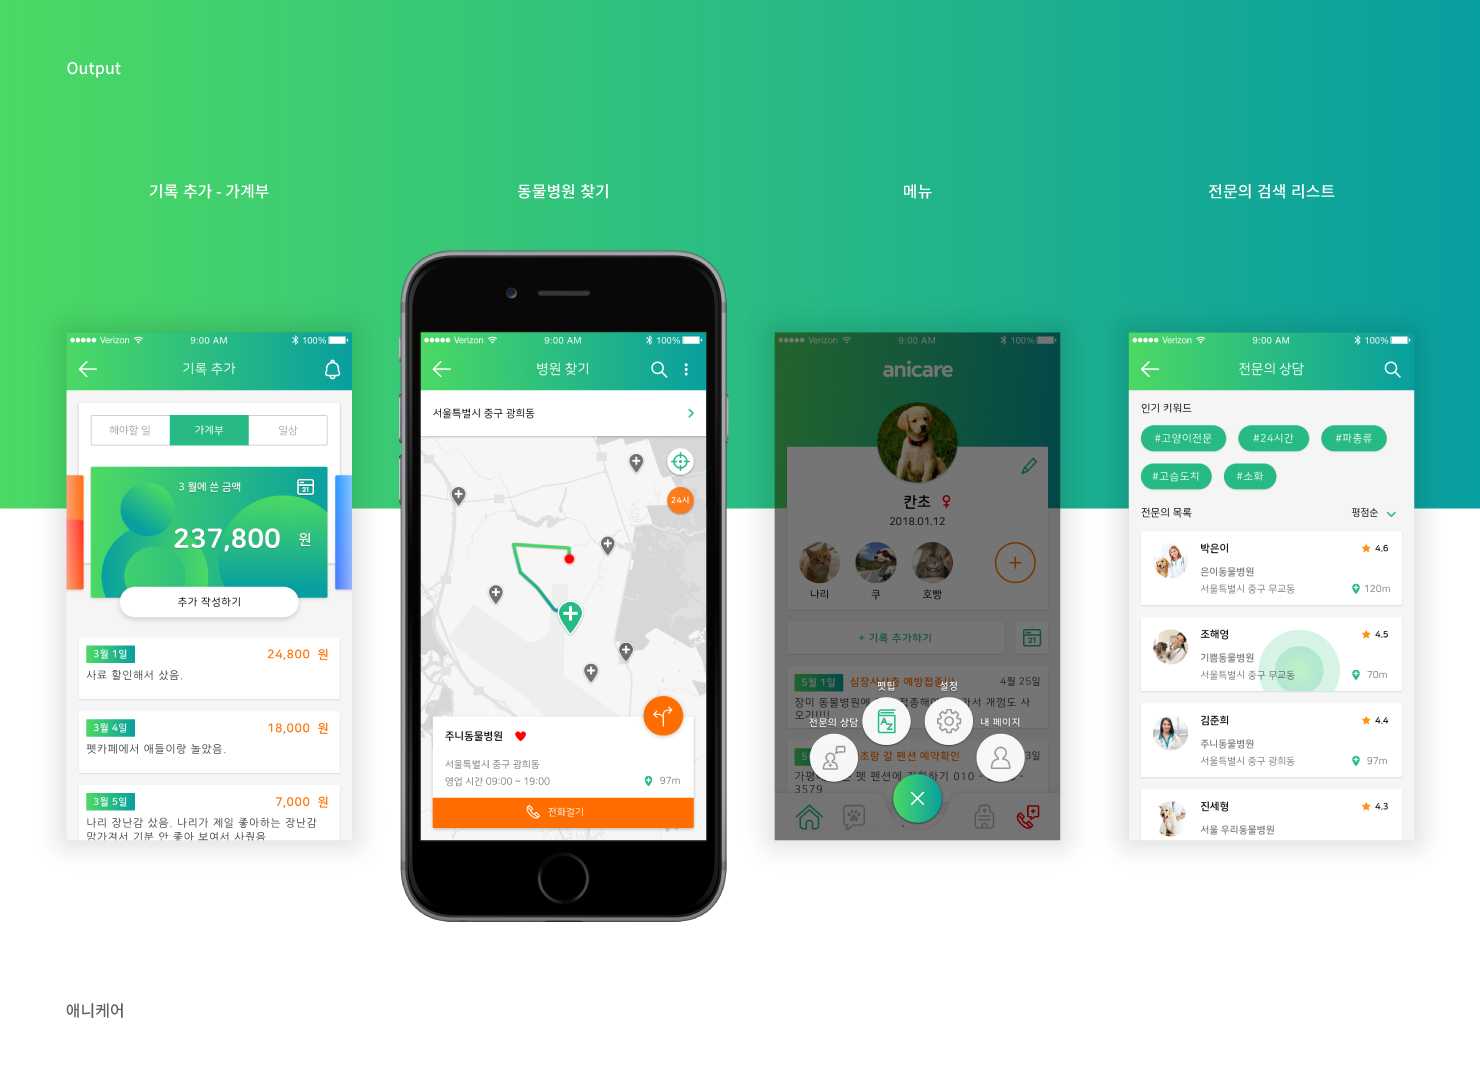 Output
기록 추가 - 가계부
동물병원 찾기
메뉴
전문의 검색 리스트
Verizon 9:00 AM 100%
기록 추가
해야할 일
가계부
일상
3 월에 쓴 금액
21
237,800 원
추가 작성하기
3월 1일
24,800 원
사료 할인해서 샀음.
3월 4일
18,000 원
펫카페에서 애들이랑 놀았음.
3월 5일
7,000 원
나리 장난감 샀음. 나리가 제일 좋아하는 장난감
망가져서 기분 안 좋아 보여서 사줬음
Verizon 9:00 AM 100%
병원 찾기
서울특별시 중구 광희동
24시
주니동물병원
서울특별시 중구 광희동
영업 시간 09:00 ~ 19:00
97m
전화걸기
Verizon 9:00 AM 100%
anicare
칸초
2018.01.12
나리
쿠
호빵
+ 기록 추가하기
21
5월 1일
심장사상충 예방접종!!!
4월 25일
장미 동물병원에
접종해야
가서 개껌도 사
오기!!!!
펫팁
설정
전문의 상담
내 페이지
A
Z
초랑 갈 펜션 예약확인
3일
펫 펜션에
하기 010 -
3579
Verizon 9:00 AM 100%
전문의 상담
인기 키워드
#고양이전문
#24시간
#파충류
#고슴도치
#소화
전문의 목록
평점순
박은이
4.6
은이동물병원
서울특별시 중구 무교동
120m
조해영
4.5
기쁨동물병원
서울특별시 중구 무교동
70m
김준희
4.4
주니동물병원
서울특별시 중구 광희동
97m
진세형
4.3
서울 우리동물병원
애니케어